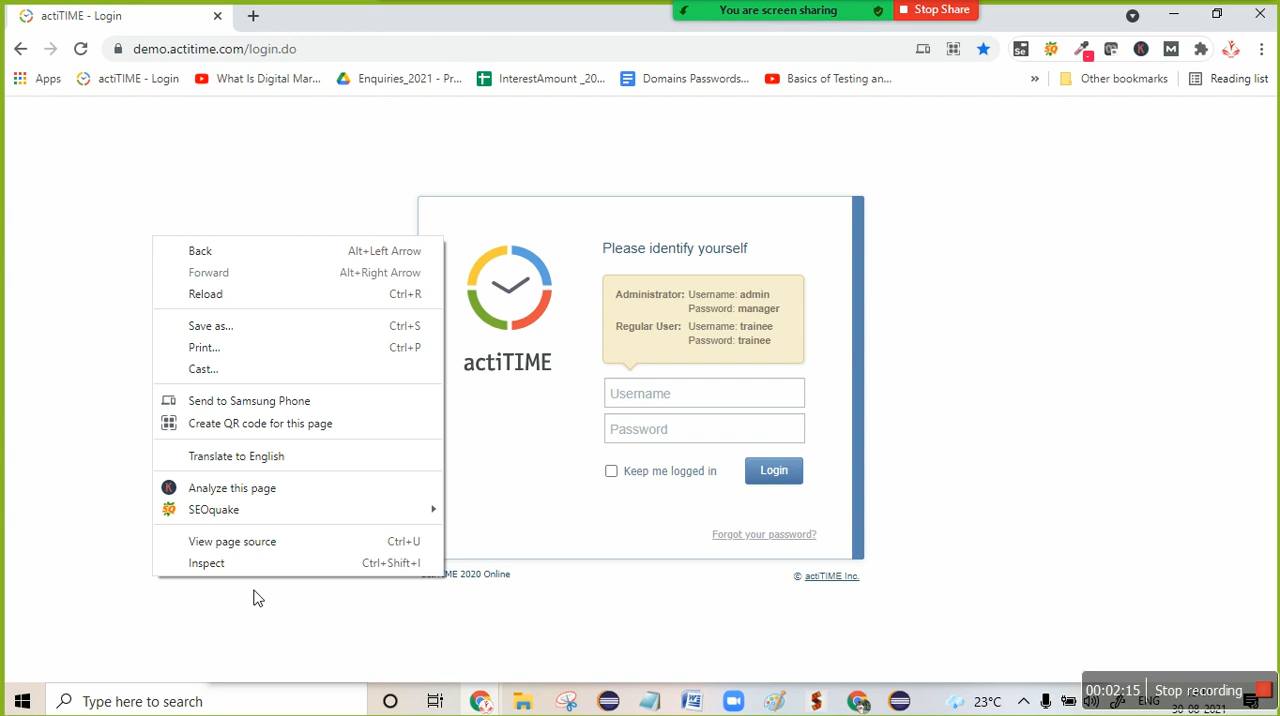 actiTIME - Login
You are screen sharing
Stop Share
demo.actitime.com/login.do
Apps
actiTIME - Login
What Is Digital Mar...
Enquiries_2021 - Pr...
InterestAmount _20...
Domains Passwords...
Basics of Testing an...
»
Other bookmarks
Reading list
Back Alt+Left Arrow
Forward Alt+Right Arrow
Reload Ctrl+R
Save as... Ctrl+S
Print... Ctrl+P
Cast...
Send to Samsung Phone
Create QR code for this page
Translate to English
Analyze this page
SEOquake
View page source Ctrl+U
Inspect Ctrl+Shift+I
actiTIME
Please identify yourself
Administrator: Username: admin
Password: manager
Regular User: Username: trainee
Password: trainee
Username
Password
Keep me logged in
Login
Forgot your password?
2020 Online
© actiTIME Inc.
Type here to search
23°C
ENG
30-08-2021
00:02:15
Stop recording